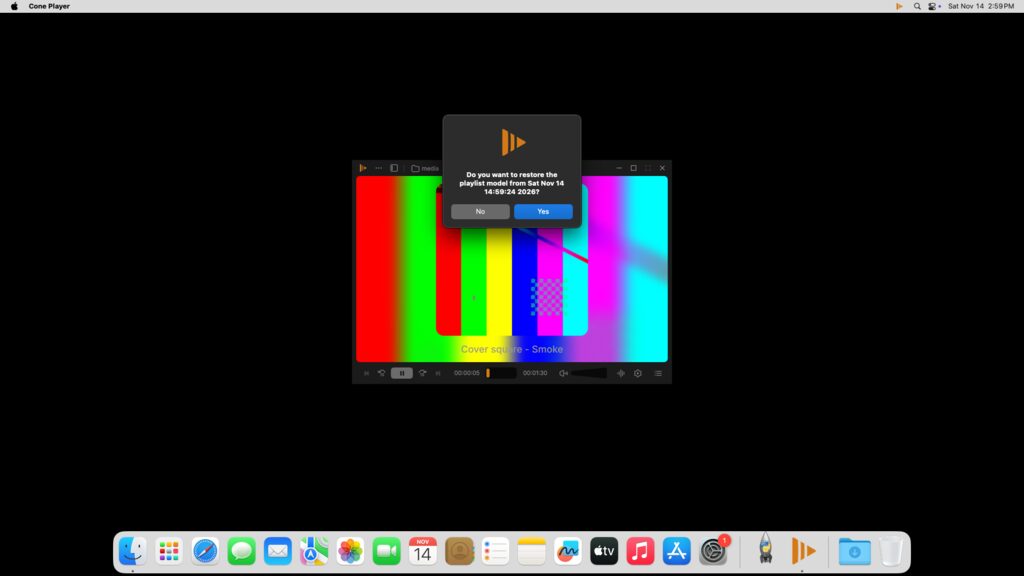 Cone Player
Sat Nov 14 2:59 PM
media
Do you want to restore the
playlist model from Sat Nov 14
14:59:24 2026?
No
Yes
Cover square - Smoke
00:00:05
00:01:30
NOV
14
tv
1